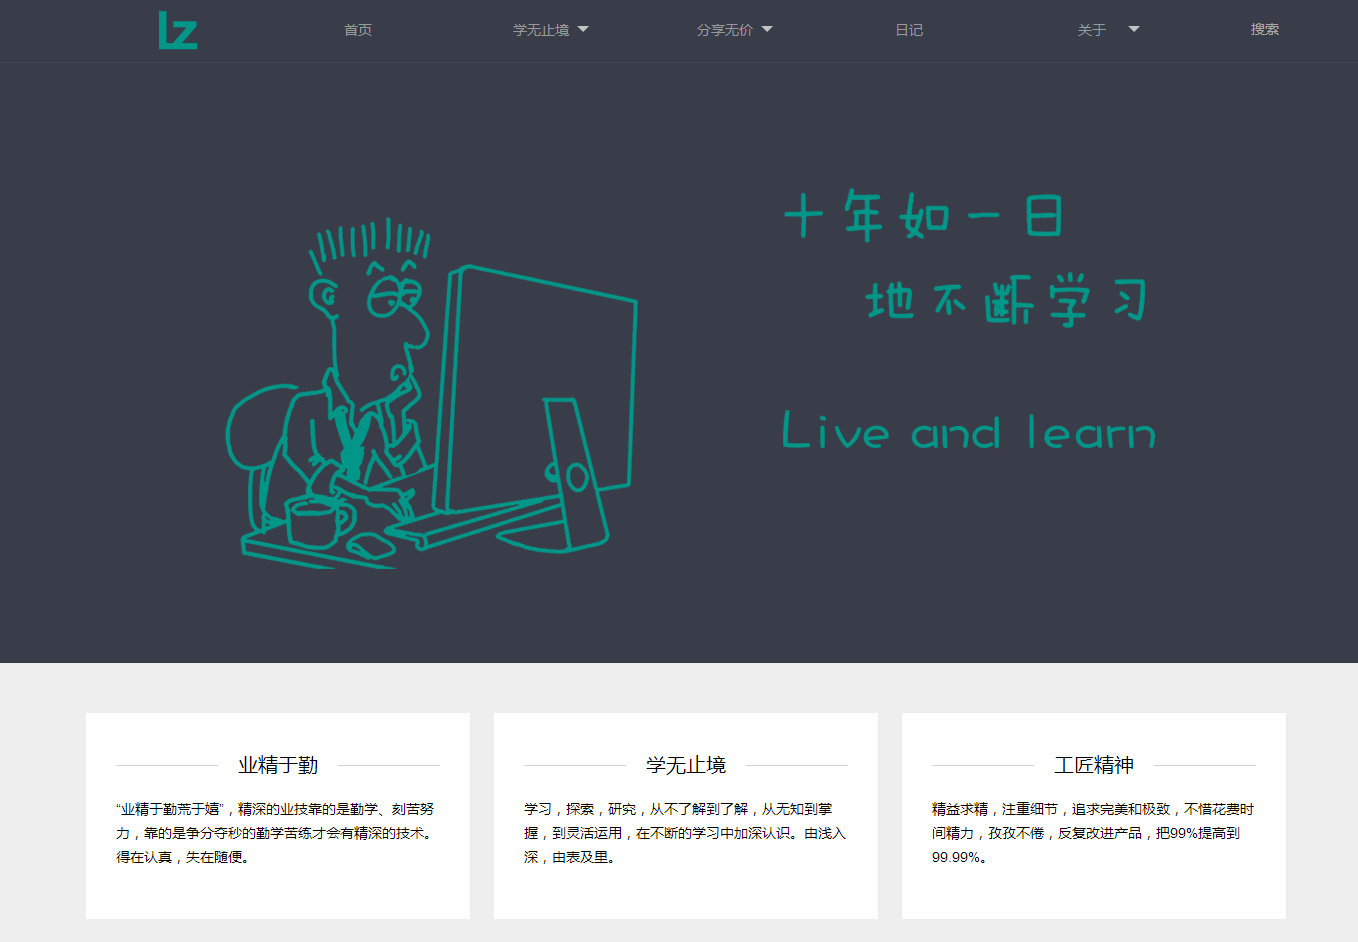 Lz
首页
学无止境
分享无价
日记
关于
搜索
十年如一日
地不断学习
Live and learn
业精于勤
“业精于勤荒于嬉”，精深的业技靠的是勤学、刻苦努
力，靠的是争分夺秒的勤学苦练才会有精深的技术。
得在认真，失在随便。
学无止境
学习，探索，研究，从不了解到了解，从无知到掌
握，到灵活运用，在不断的学习中加深认识。由浅入
深，由表及里。
工匠精神
精益求精，注重细节，追求完美和极致，不惜花费时
间精力，孜孜不倦，反复改进产品，把99%提高到
99.99%。